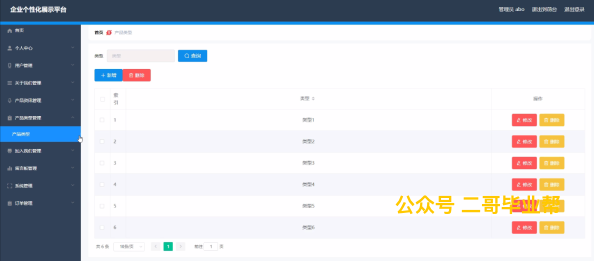 企业个性化展示平台
管理员 abo
退出到前台
退出登录
首页
首页 产品类型
个人中心
用户管理
关于我们管理
产品资讯管理
产品类型管理
产品类型
加入我们管理
留言板管理
系统管理
订单管理
类型 类型 查询
+ 新增 删除
索引 类型 操作
1 类型1 修改 删除
2 类型2 修改 删除
3 类型3 修改 删除
4 类型4 修改 删除
5 类型5 修改 删除
6 类型6 修改 删除
共 6 条 10条/页 1 前往 1 页
公众号 二哥毕业帮